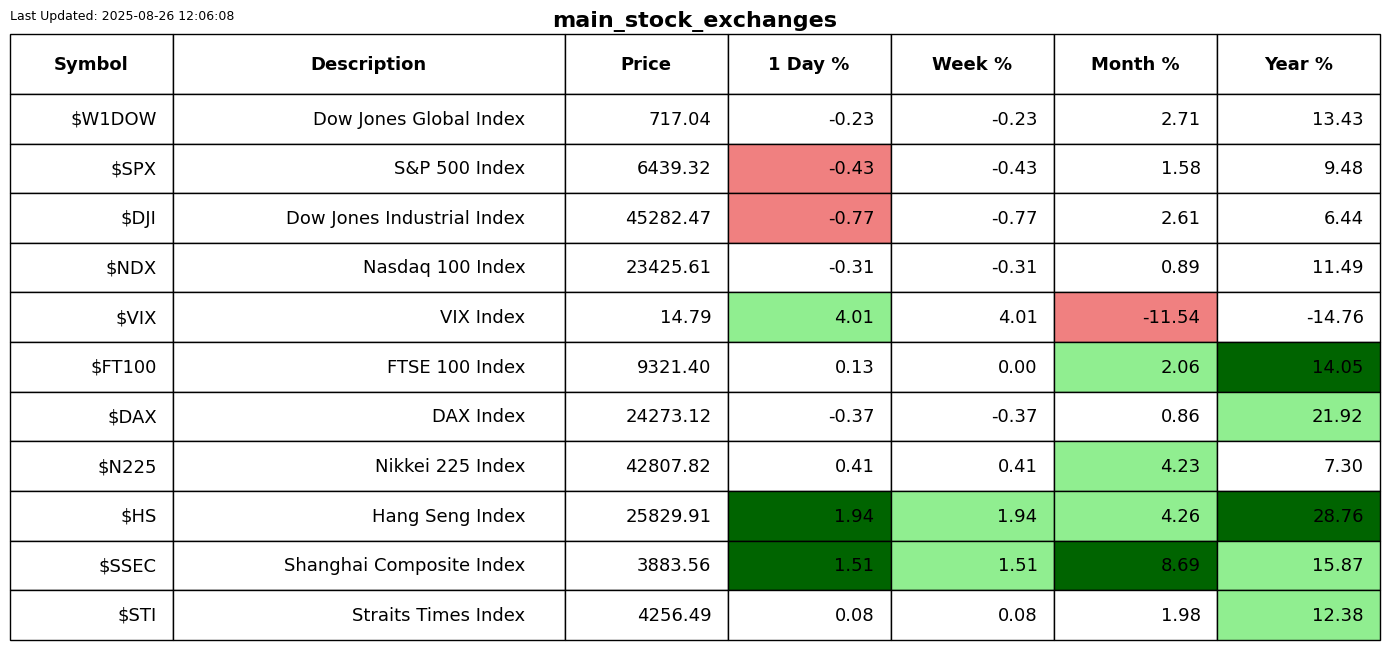 Last Updated: 2025-08-26 12:06:08
main_stock_exchanges
Symbol Description Price 1 Day % Week % Month % Year %
$W1DOW Dow Jones Global Index 717.04 -0.23 -0.23 2.71 13.43
$SPX S&P 500 Index 6439.32 -0.43 -0.43 1.58 9.48
$DJI Dow Jones Industrial Index 45282.47 -0.77 -0.77 2.61 6.44
$NDX Nasdaq 100 Index 23425.61 -0.31 -0.31 0.89 11.49
$VIX VIX Index 14.79 4.01 4.01 -11.54 -14.76
$FT100 FTSE 100 Index 9321.40 0.13 0.00 2.06 14.05
$DAX DAX Index 24273.12 -0.37 -0.37 0.86 21.92
$N225 Nikkei 225 Index 42807.82 0.41 0.41 4.23 7.30
$HS Hang Seng Index 25829.91 1.94 1.94 4.26 28.76
$SSEC Shanghai Composite Index 3883.56 1.51 1.51 8.69 15.87
$STI Straits Times Index 4256.49 0.08 0.08 1.98 12.38